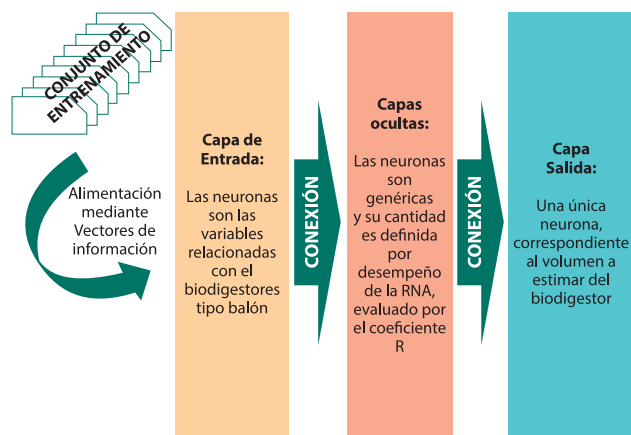 CONJUNTO DE
ENTRENAMIENTO
Alimentación
mediante
Vectores de
información
Capa de
Entrada:
Las neuronas
son las
variables
relacionadas
con el
biodigestores
tipo balón
CONEXIÓN
Capas
ocultas:
Las neuronas
son
genéricas
y su cantidad
es definida
por
desempeño
de la RNA,
evaluado por
el coeficiente
R
CONEXIÓN
Capa
Salida:
Una única
neurona,
correspondiente
al volumen a
estimar del
biodigestor